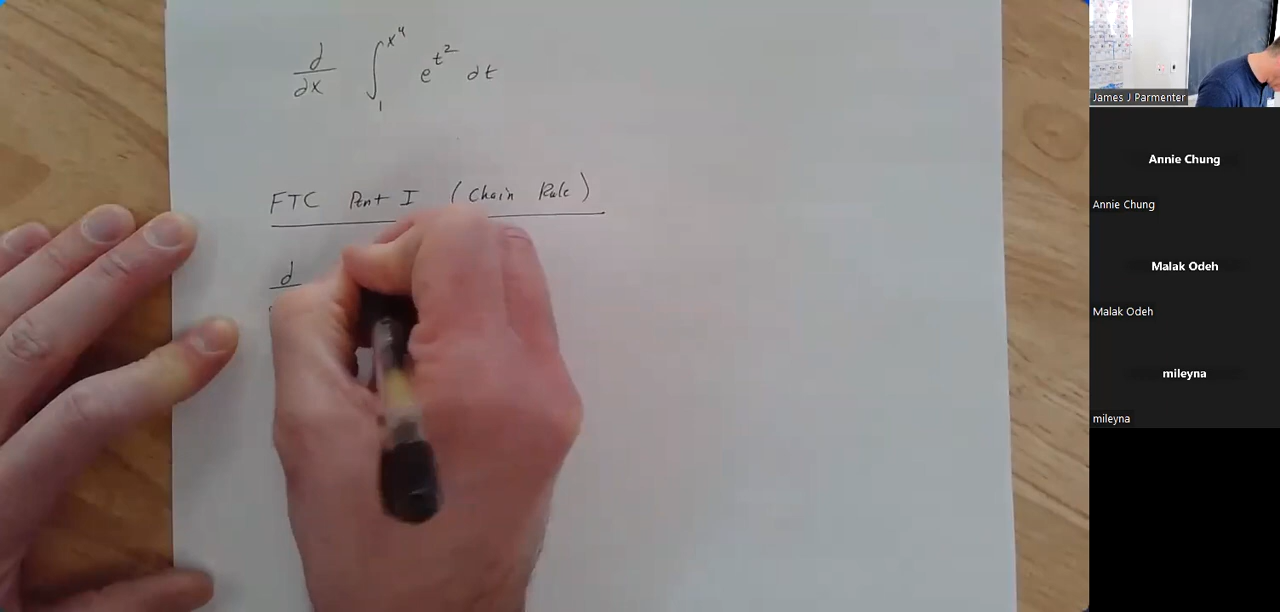 d/dx ∫₁^{x⁴} e^{t²} dt
FTC Part I (Chain Rule)
d
James J Parmenter
Annie Chung
Annie Chung
Malak Odeh
Malak Odeh
mileyna
mileyna